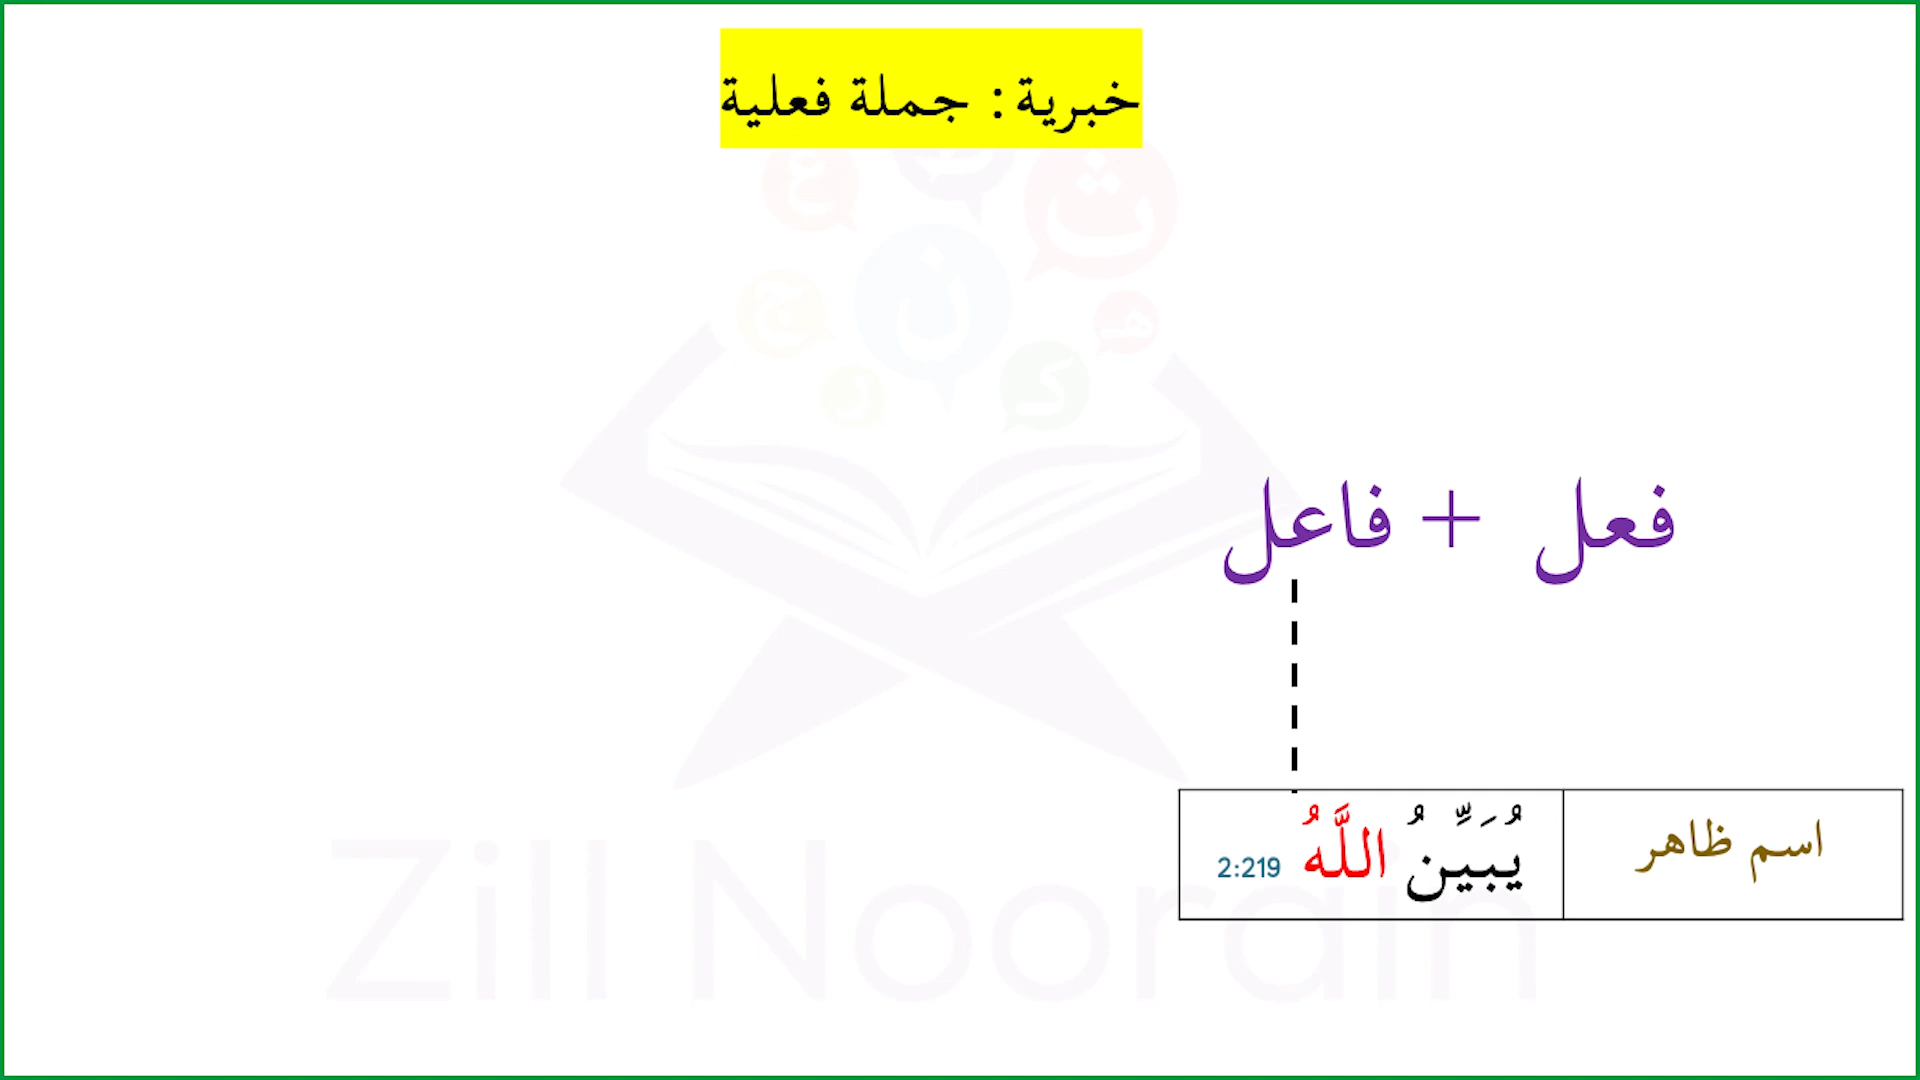 خبرية: جملة فعلية
فعل + فاعل
اسم ظاهر
يُبَيِّنُ اللَّهُ 2:219
Zill Noorain